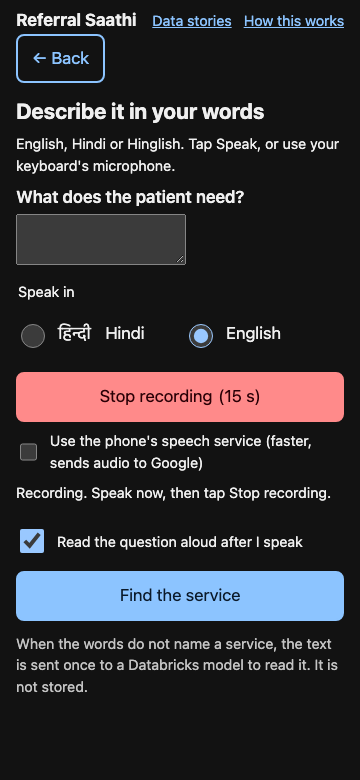 Referral Saathi Data stories How this works
← Back
Describe it in your words
English, Hindi or Hinglish. Tap Speak, or use your
keyboard's microphone.
What does the patient need?
Speak in
हिन्दी Hindi English
Stop recording (15 s)
Use the phone's speech service (faster,
sends audio to Google)
Recording. Speak now, then tap Stop recording.
Read the question aloud after I speak
Find the service
When the words do not name a service, the text
is sent once to a Databricks model to read it. It is
not stored.